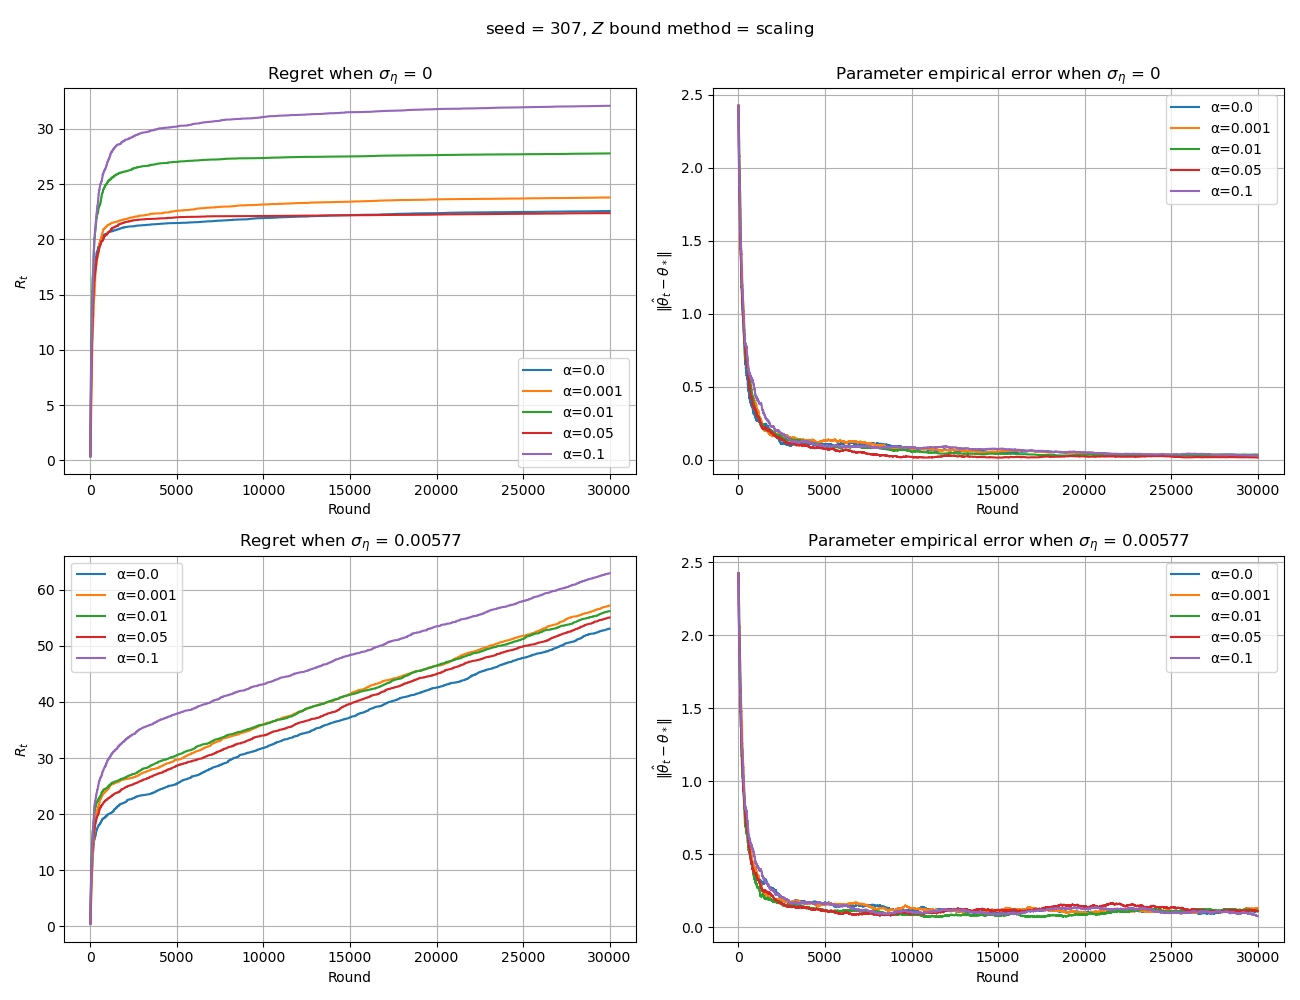 seed = 307, Z bound method = scaling
Regret when σ_η = 0
R_t
30
25
20
15
10
5
0
0 5000 10000 15000 20000 25000 30000
Round
α=0.0
α=0.001
α=0.01
α=0.05
α=0.1
Parameter empirical error when σ_η = 0
‖θ̂_t − θ_*‖
2.5
2.0
1.5
1.0
0.5
0.0
0 5000 10000 15000 20000 25000 30000
Round
α=0.0
α=0.001
α=0.01
α=0.05
α=0.1
Regret when σ_η = 0.00577
R_t
60
50
40
30
20
10
0
0 5000 10000 15000 20000 25000 30000
Round
α=0.0
α=0.001
α=0.01
α=0.05
α=0.1
Parameter empirical error when σ_η = 0.00577
‖θ̂_t − θ_*‖
2.5
2.0
1.5
1.0
0.5
0.0
0 5000 10000 15000 20000 25000 30000
Round
α=0.0
α=0.001
α=0.01
α=0.05
α=0.1